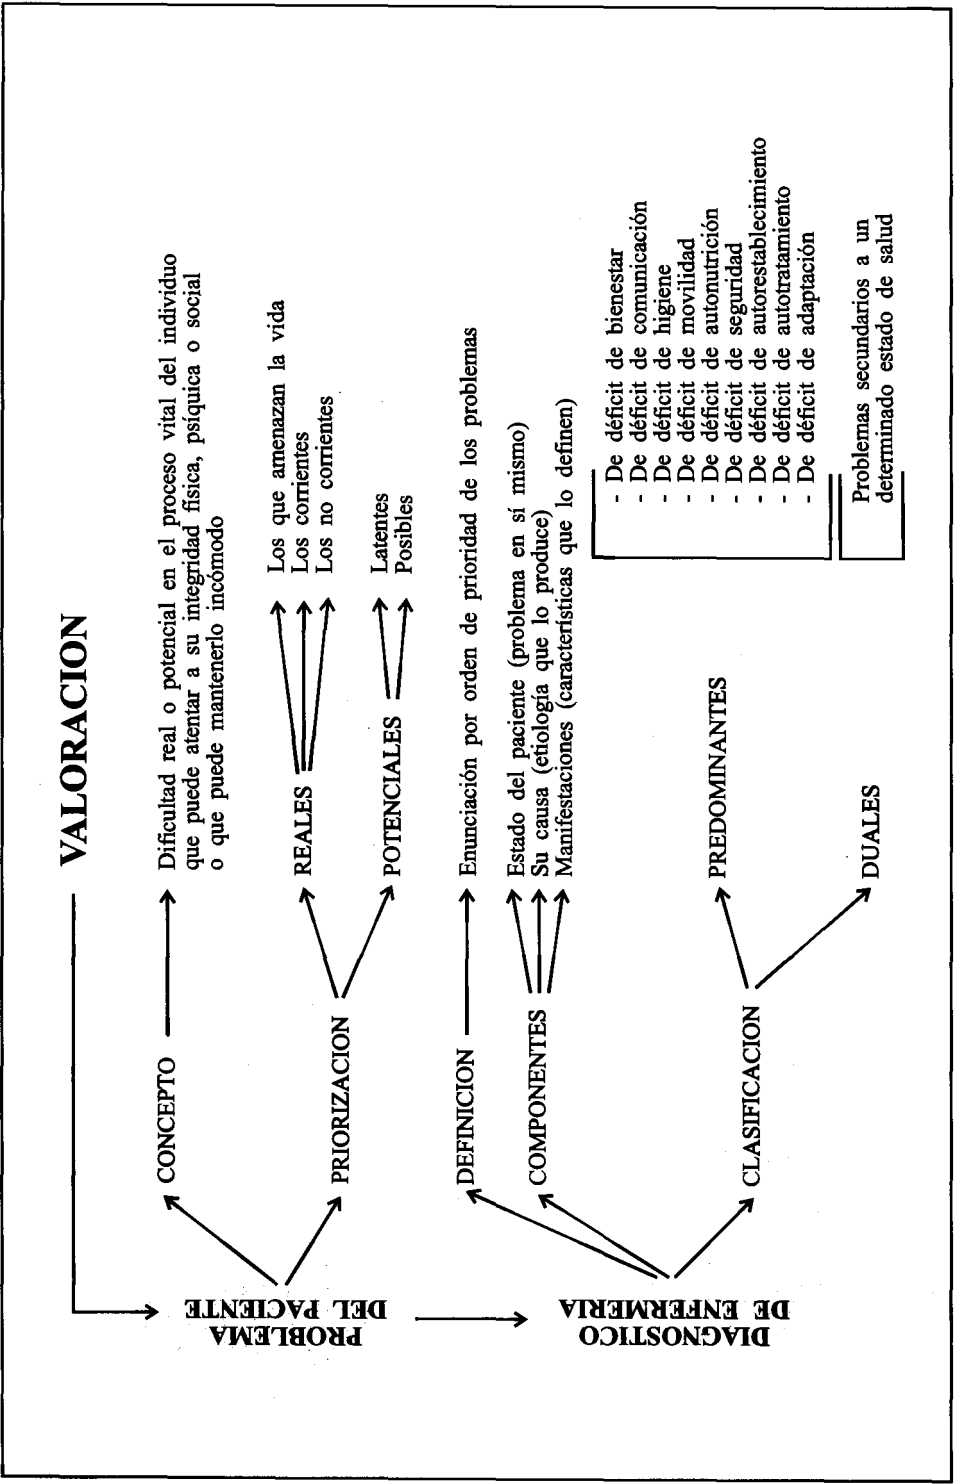 VALORACION
PROBLEMA
DEL PACIENTE
CONCEPTO
Dificultad real o potencial en el proceso vital del individuo
que puede atentar a su integridad física, psíquica o social
o que puede mantenerlo incómodo
PRIORIZACION
REALES
Los que amenazan la vida
Los corrientes
Los no corrientes
POTENCIALES
Latentes
Posibles
DIAGNOSTICO
DE ENFERMERIA
DEFINICION
Enunciación por orden de prioridad de los problemas
COMPONENTES
Estado del paciente (problema en sí mismo)
Su causa (etiología que lo produce)
Manifestaciones (características que lo definen)
CLASIFICACION
PREDOMINANTES
- De déficit de bienestar
- De déficit de comunicación
- De déficit de higiene
- De déficit de movilidad
- De déficit de autonutrición
- De déficit de seguridad
- De déficit de autorestablecimiento
- De déficit de autotratamiento
- De déficit de adaptación
DUALES
Problemas secundarios a un
determinado estado de salud